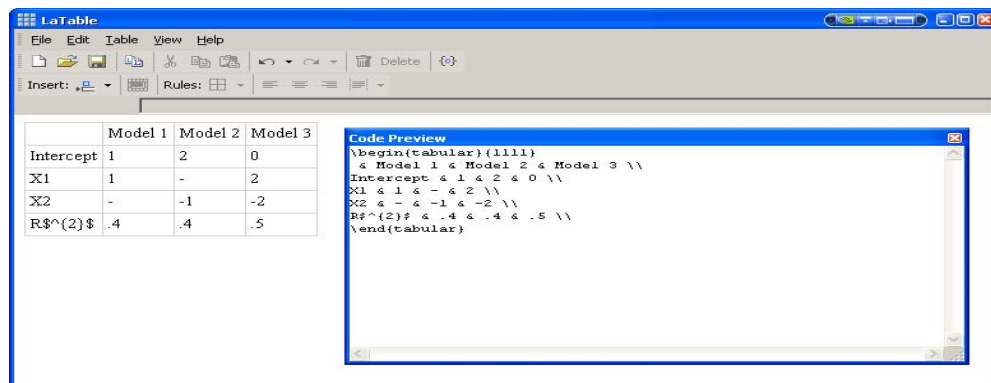 LaTable
File Edit Table View Help
Delete
Insert: Rules:
Model 1 Model 2 Model 3
Intercept 1 2 0
X1 1 - 2
X2 - -1 -2
R$^{2}$ .4 .4 .5
Code Preview
\begin{tabular}{llll}
& Model 1 & Model 2 & Model 3 \\
Intercept & 1 & 2 & 0 \\
X1 & 1 & - & 2 \\
X2 & - & -1 & -2 \\
R$^{2}$ & .4 & .4 & .5 \\
\end{tabular}